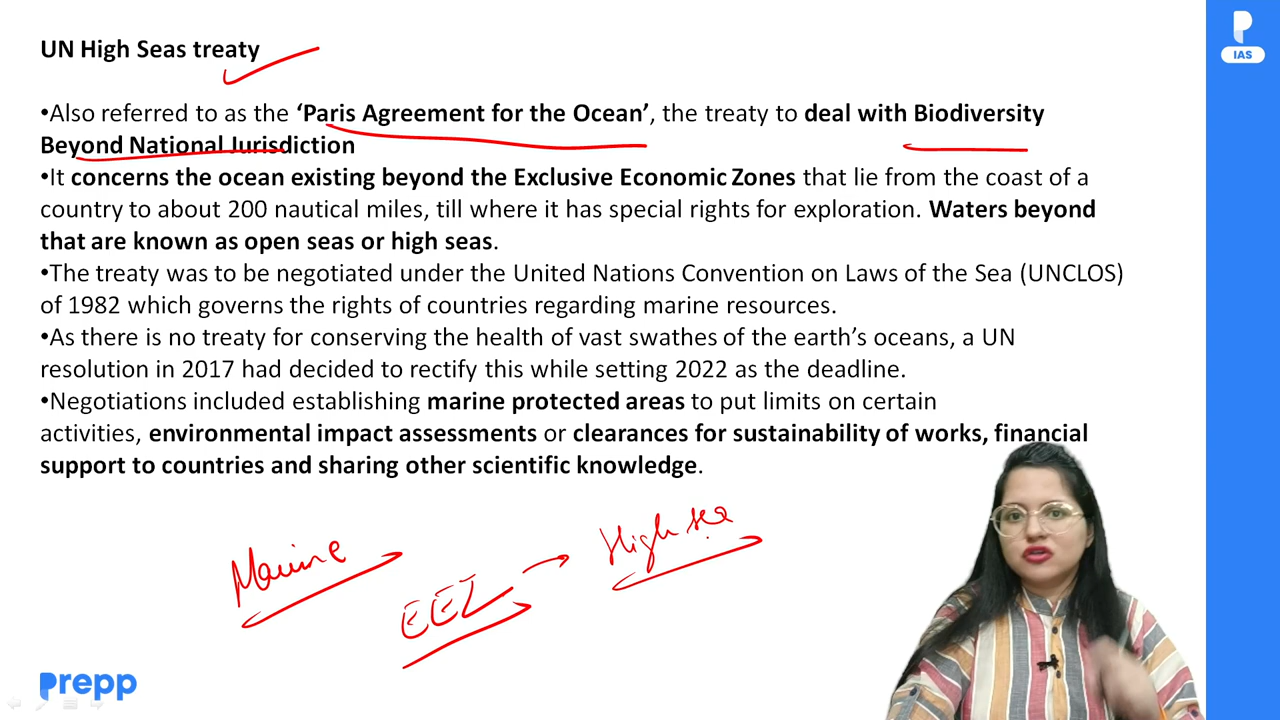 UN High Seas treaty
IAS
•Also referred to as the ‘Paris Agreement for the Ocean’, the treaty to deal with Biodiversity
Beyond National Jurisdiction
•It concerns the ocean existing beyond the Exclusive Economic Zones that lie from the coast of a
country to about 200 nautical miles, till where it has special rights for exploration. Waters beyond
that are known as open seas or high seas.
•The treaty was to be negotiated under the United Nations Convention on Laws of the Sea (UNCLOS)
of 1982 which governs the rights of countries regarding marine resources.
•As there is no treaty for conserving the health of vast swathes of the earth’s oceans, a UN
resolution in 2017 had decided to rectify this while setting 2022 as the deadline.
•Negotiations included establishing marine protected areas to put limits on certain
activities, environmental impact assessments or clearances for sustainability of works, financial
support to countries and sharing other scientific knowledge.
Marine
EEZ
High sea
prepp